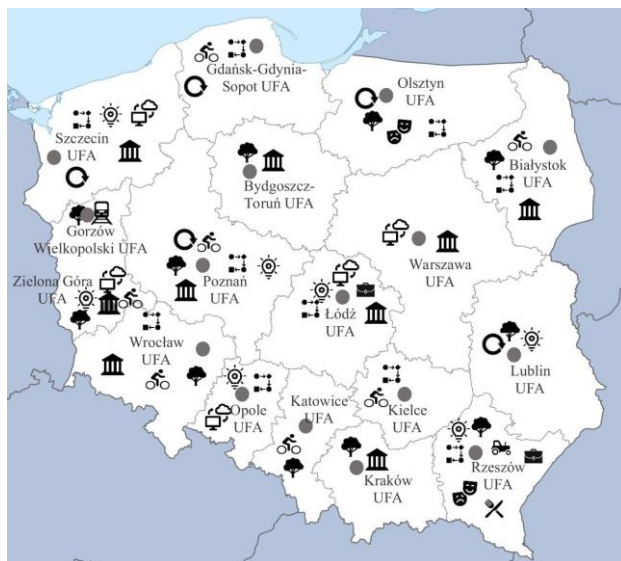 Gdańsk-Gdynia-
Sopot UFA
Olsztyn
UFA
Szczecin
UFA
Białystok
UFA
Bydgoszcz-
Toruń UFA
Gorzów
Wielkopolski UFA
Warszawa
UFA
Zielona Góra
UFA
Poznań
UFA
Łódź
UFA
Wrocław
UFA
Lublin
UFA
Opole
UFA
Katowice
UFA
Kielce
UFA
Kraków
UFA
Rzeszów
UFA